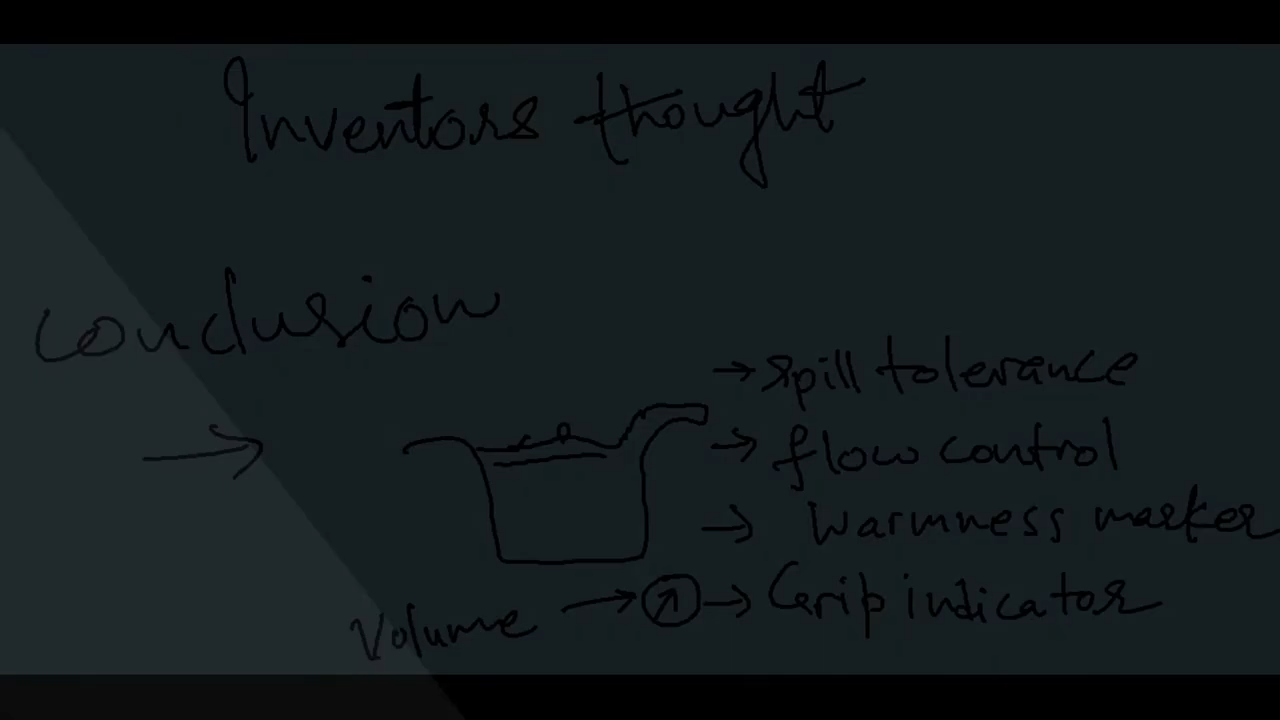 Inventors thought
Conclusion
→ spill tolerance
→ flow control
→ warmness marker
→ Grip indicator
Volume →